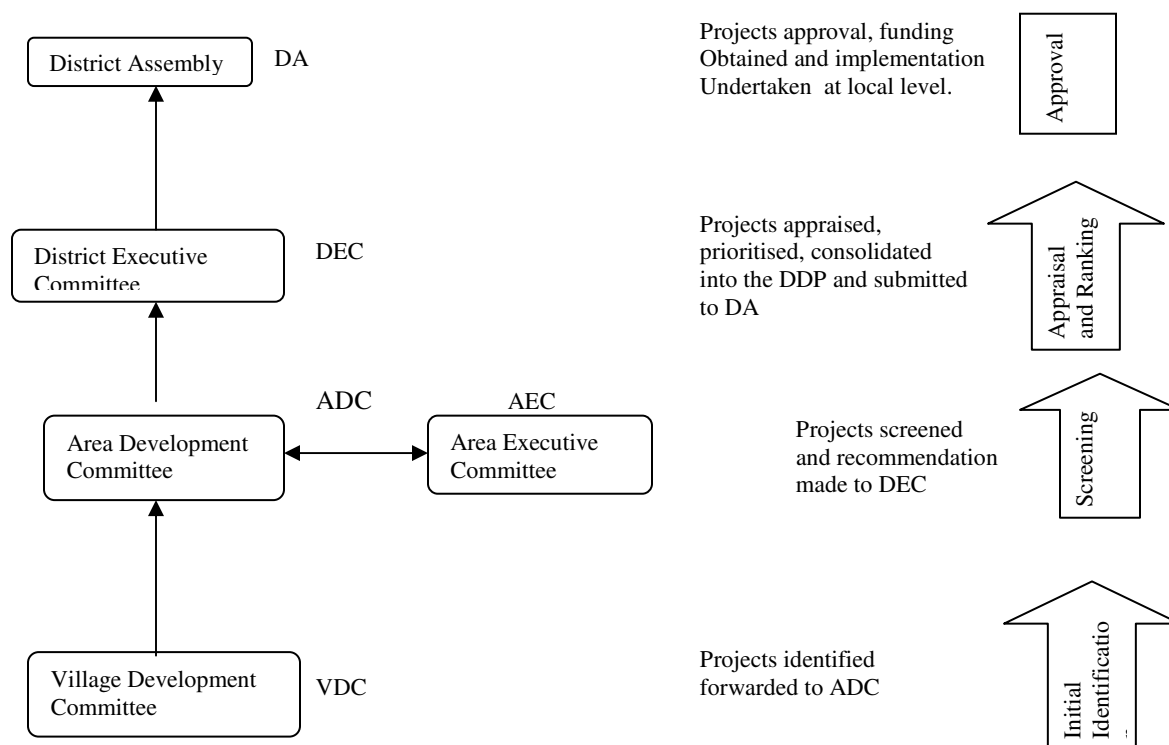 District Assembly
DA
Projects approval, funding
Obtained and implementation
Undertaken at local level.
Approval
District Executive
Committee
DEC
Projects appraised,
prioritised, consolidated
into the DDP and submitted
to DA
Appraisal
and Ranking
ADC
AEC
Area Development
Committee
Area Executive
Committee
Projects screened
and recommendation
made to DEC
Screening
Village Development
Committee
VDC
Projects identified
forwarded to ADC
Initial
Identificatio